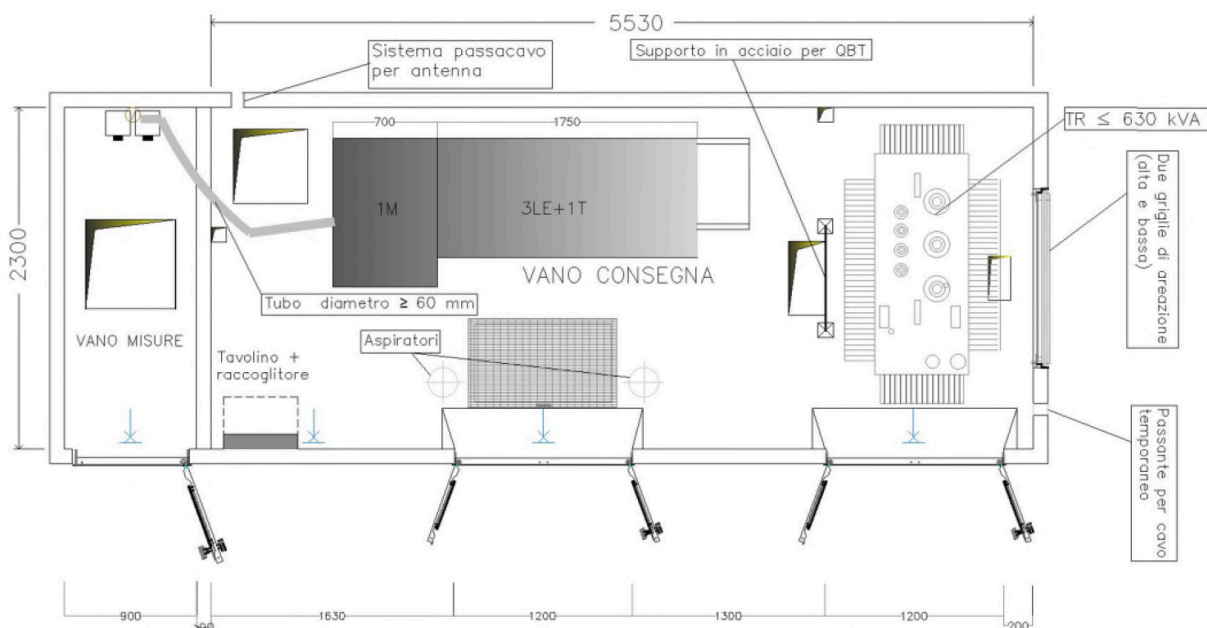 5530
Sistema passacavo
per antenna
Supporto in acciaio per QBT
TR ≤ 630 kVA
700
1750
Due griglie di areazione
(alta e bassa)
1M
3LE+1T
2300
VANO CONSEGNA
Tubo diametro ≥ 60 mm
VANO MISURE
Aspiratori
Tavolino +
raccoglitore
Passante per cavo
temporaneo
900
1630
1200
1300
1200
200